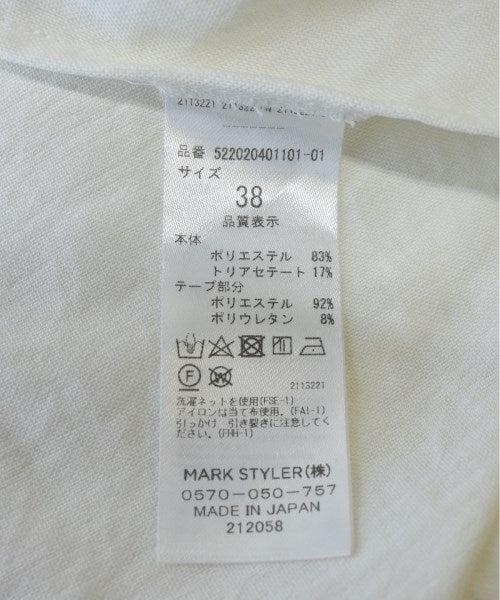 2113221 2113221
品番 522020401101-01
サイズ
38
品質表示
本体
ポリエステル 83%
トリアセテート 17%
テープ部分
ポリエステル 92%
ポリウレタン 8%
F W
2113221
洗濯ネットを使用(FSE-1)
アイロンは当て布使用。(FAI-1)
引っかけ 引き裂きに注意してく
ださい。(FHH-1)
MARK STYLER(株)
0570-050-757
MADE IN JAPAN
212058